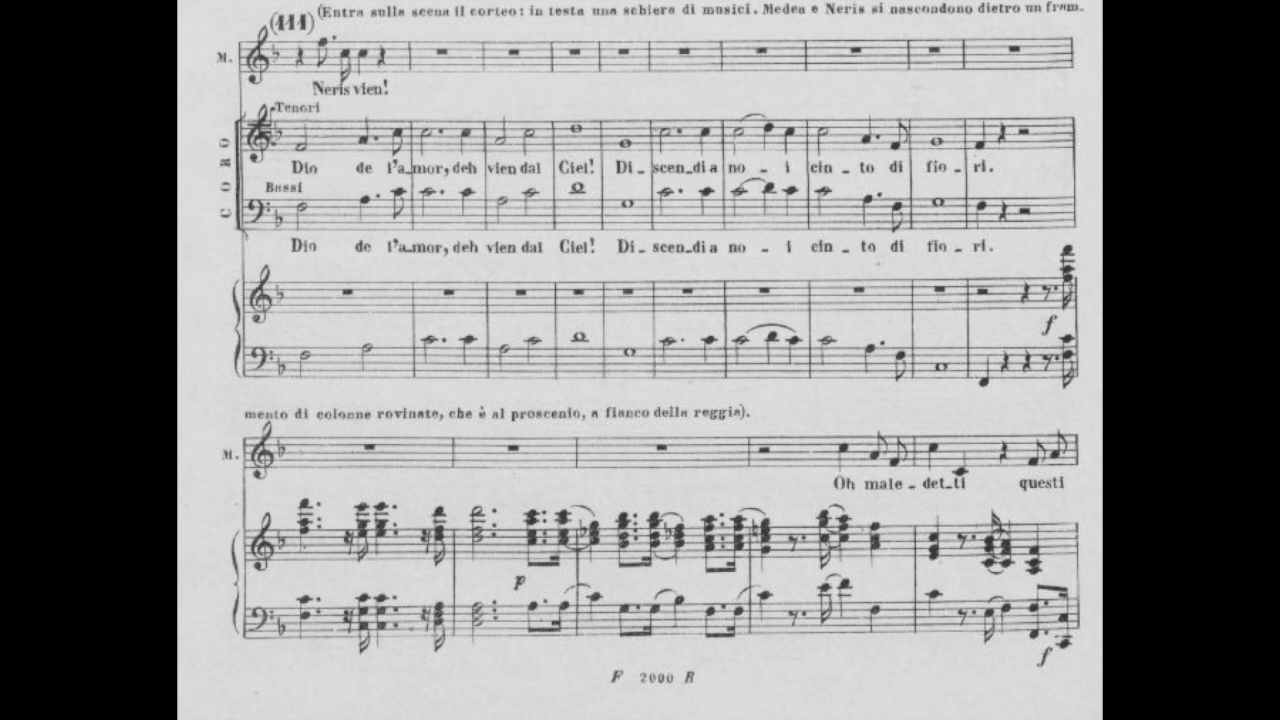 (111) (Entra sulla scena il corteo: in testa una schiera di musici. Medea e Neris si nascondono dietro un fram-
M.
Neris vien!
CORO
Tenori
Dio de l'a_mor, deh vien dal Ciel! Di_scen_di a no_i cin_to di fio_ri.
Bassi
Dio de l'a_mor, deh vien dal Ciel! Di_scen_di a no_i cin_to di fio_ri.
f
mento di colonne rovinate, che è al proscenio, a fianco della reggia).
M.
Oh male_det_ti questi
p
f
F 2000 B